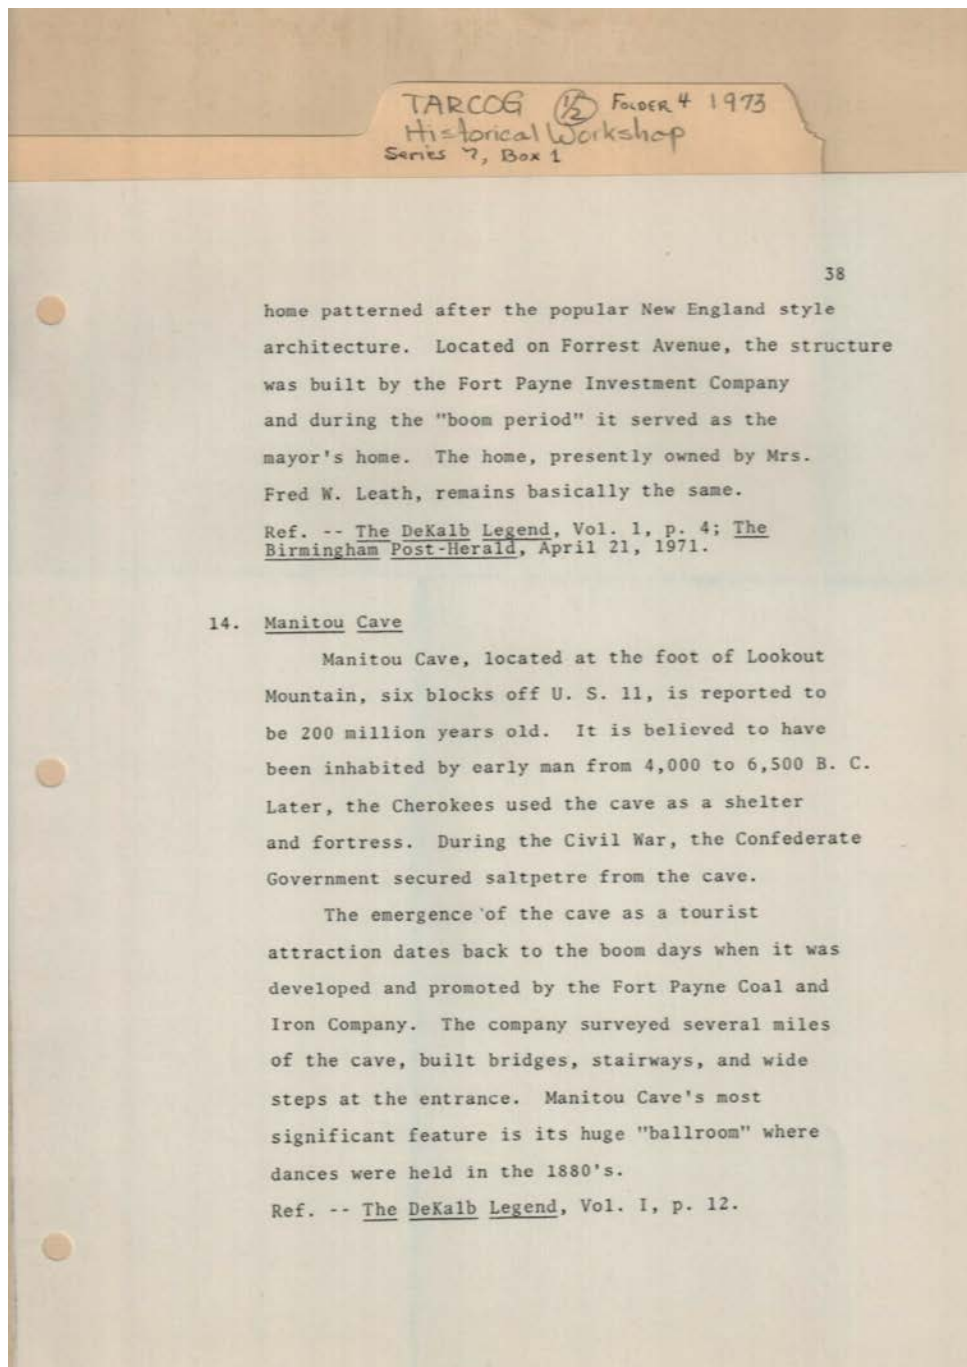 TARCOG 1/2 FOLDER 4 1973
Historical Workshop
Series 7, Box 1
38
home patterned after the popular New England style
architecture. Located on Forrest Avenue, the structure
was built by the Fort Payne Investment Company
and during the "boom period" it served as the
mayor's home. The home, presently owned by Mrs.
Fred W. Leath, remains basically the same.
Ref. -- The DeKalb Legend, Vol. 1, p. 4; The
Birmingham Post-Herald, April 21, 1971.
14. Manitou Cave
Manitou Cave, located at the foot of Lookout
Mountain, six blocks off U. S. 11, is reported to
be 200 million years old. It is believed to have
been inhabited by early man from 4,000 to 6,500 B. C.
Later, the Cherokees used the cave as a shelter
and fortress. During the Civil War, the Confederate
Government secured saltpetre from the cave.
The emergence of the cave as a tourist
attraction dates back to the boom days when it was
developed and promoted by the Fort Payne Coal and
Iron Company. The company surveyed several miles
of the cave, built bridges, stairways, and wide
steps at the entrance. Manitou Cave's most
significant feature is its huge "ballroom" where
dances were held in the 1880's.
Ref. -- The DeKalb Legend, Vol. I, p. 12.